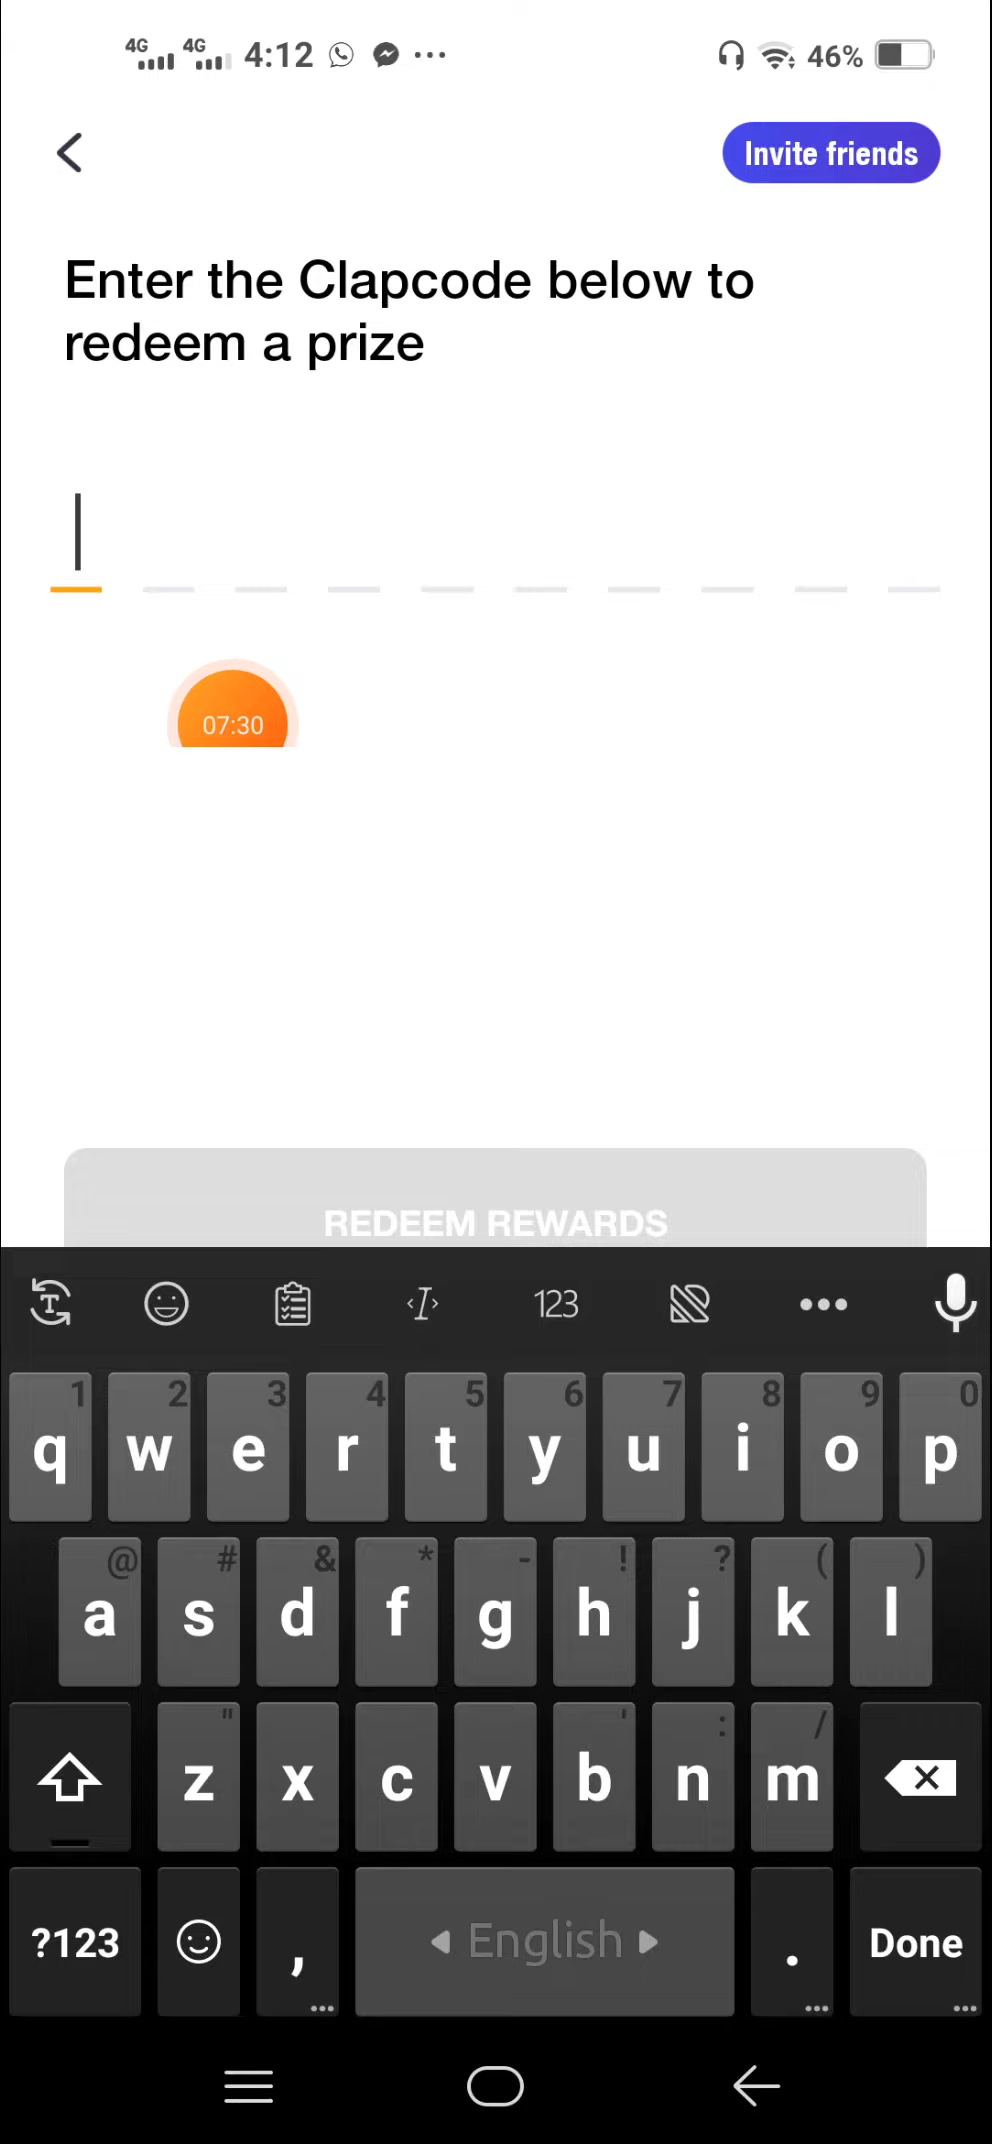 4G 4G 4:12 ... 46%
Invite friends
Enter the Clapcode below to
redeem a prize
07:30
REDEEM REWARDS
T I 123
1 2 3 4 5 6 7 8 9 0
q w e r t y u i o p
@ # & * - ! ? ( )
a s d f g h j k l
" ' : /
z x c v b n m
?123 , English . Done